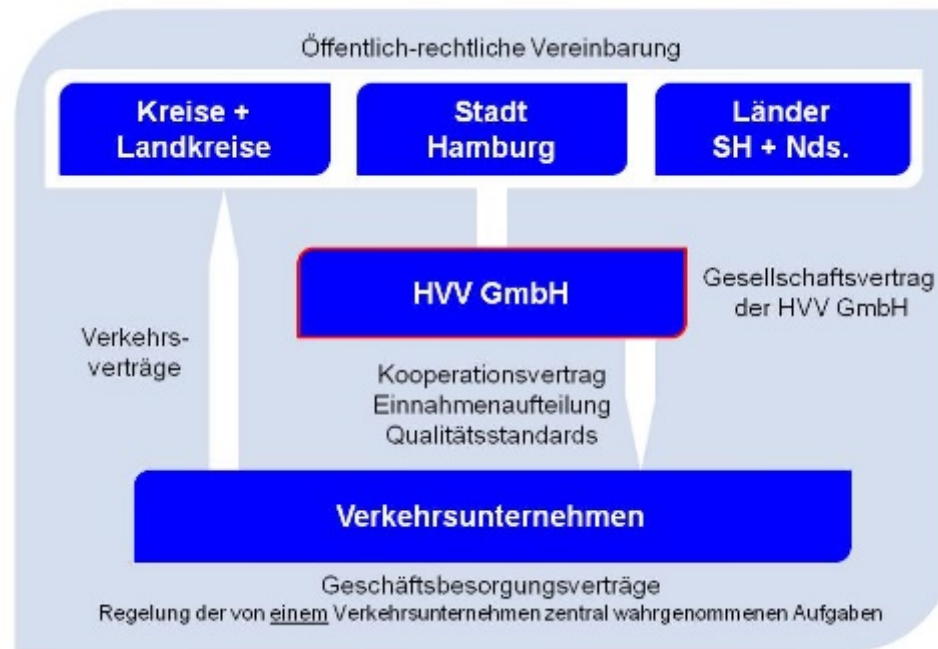 Öffentlich-rechtliche Vereinbarung
Kreise +
Landkreise
Stadt
Hamburg
Länder
SH + Nds.
HVV GmbH
Gesellschaftsvertrag
der HVV GmbH
Verkehrs-
verträge
Kooperationsvertrag
Einnahmenaufteilung
Qualitätsstandards
Verkehrsunternehmen
Geschäftsbesorgungsverträge
Regelung der von einem Verkehrsunternehmen zentral wahrgenommenen Aufgaben